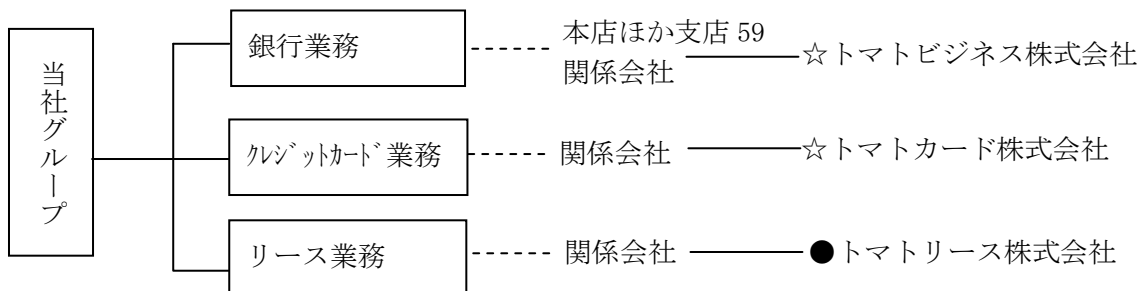 当社グループ
銀行業務
本店ほか支店 59
関係会社
☆トマトビジネス株式会社
クレジットカード業務
関係会社
☆トマトカード株式会社
リース業務
関係会社
●トマトリース株式会社